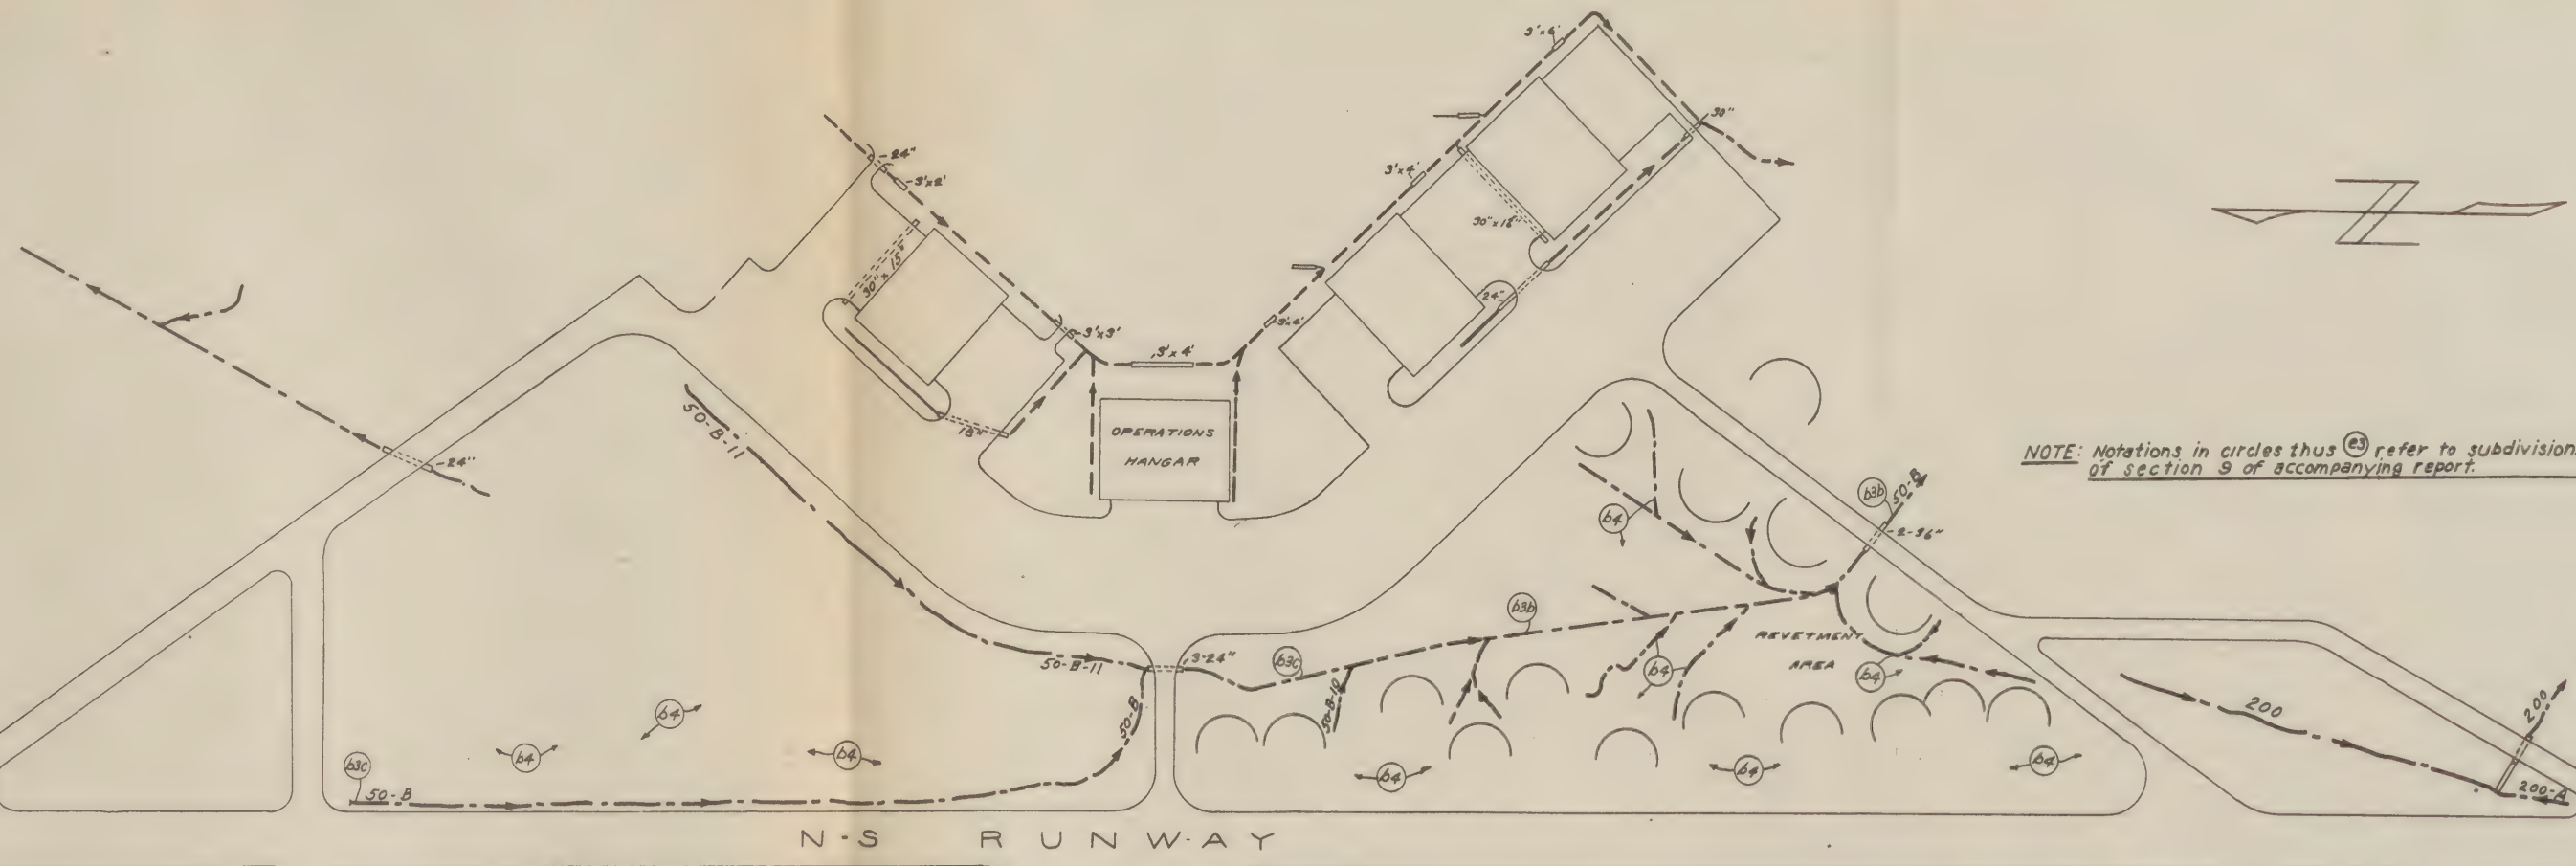 3'x6'
30"
3'x4'
30"x18"
24"
3'x2'
30"x15"
3'x3'
3'x4'
3'x4'
24"
18"
OPERATIONS
HANGAR
24"
50-B-11
Z
NOTE: Notations in circles thus e3 refer to subdivision
of section 9 of accompanying report.
b3b
50-B
2-36"
b4
b3b
REVETMENT
AREA
b4
b4
50-B-11
3-24"
b3c
50-B-10
50-B
b4
b4
b4
b3c
50-B
b4
b4
b4
200
200
200-A
N-S RUNWAY